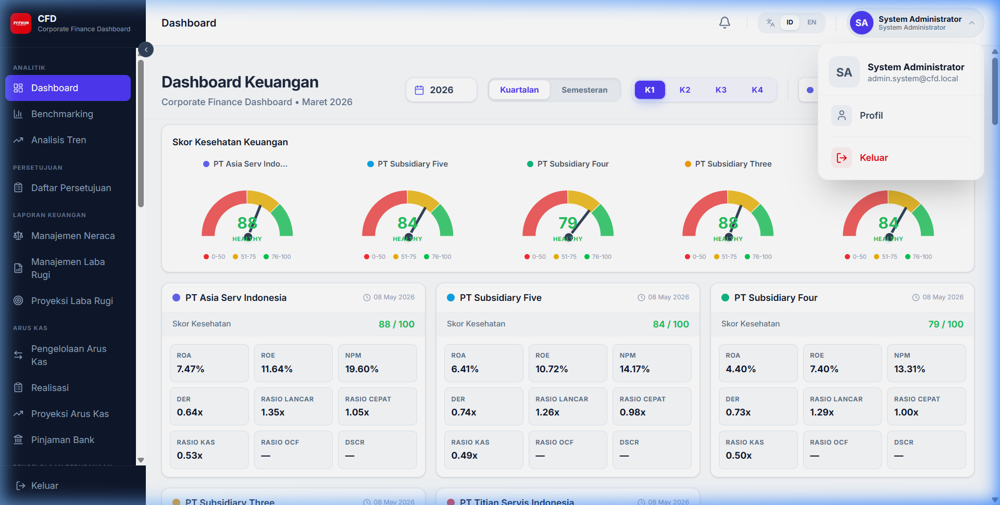 TITIAN
CFD
Corporate Finance Dashboard
ANALITIK
Dashboard
Benchmarking
Analisis Tren
PERSETUJUAN
Daftar Persetujuan
LAPORAN KEUANGAN
Manajemen Neraca
Manajemen Laba
Rugi
Proyeksi Laba Rugi
ARUS KAS
Pengelolaan Arus
Kas
Realisasi
Proyeksi Arus Kas
Pinjaman Bank
Keluar
Dashboard
ID
EN
SA
System Administrator
System Administrator
SA
System Administrator
admin.system@cfd.local
Profil
Keluar
Dashboard Keuangan
Corporate Finance Dashboard • Maret 2026
2026
Kuartalan
Semesteran
K1
K2
K3
K4
Skor Kesehatan Keuangan
PT Asia Serv Indo...
88
HEALTHY
0-50 51-75 76-100
PT Subsidiary Five
84
HEALTHY
0-50 51-75 76-100
PT Subsidiary Four
79
HEALTHY
0-50 51-75 76-100
PT Subsidiary Three
88
HEALTHY
0-50 51-75 76-100
84
HEALTHY
0-50 51-75 76-100
PT Asia Serv Indonesia
08 May 2026
Skor Kesehatan
88 / 100
ROA
7.47%
ROE
11.64%
NPM
19.60%
DER
0.64x
RASIO LANCAR
1.35x
RASIO CEPAT
1.05x
RASIO KAS
0.53x
RASIO OCF
—
DSCR
—
PT Subsidiary Five
08 May 2026
Skor Kesehatan
84 / 100
ROA
6.41%
ROE
10.72%
NPM
14.17%
DER
0.74x
RASIO LANCAR
1.26x
RASIO CEPAT
0.98x
RASIO KAS
0.49x
RASIO OCF
—
DSCR
—
PT Subsidiary Four
08 May 2026
Skor Kesehatan
79 / 100
ROA
4.40%
ROE
7.40%
NPM
13.31%
DER
0.73x
RASIO LANCAR
1.29x
RASIO CEPAT
1.00x
RASIO KAS
0.50x
RASIO OCF
—
DSCR
—
PT Subsidiary Three
08 May 2026
PT Titian Servis Indonesia
08 May 2026